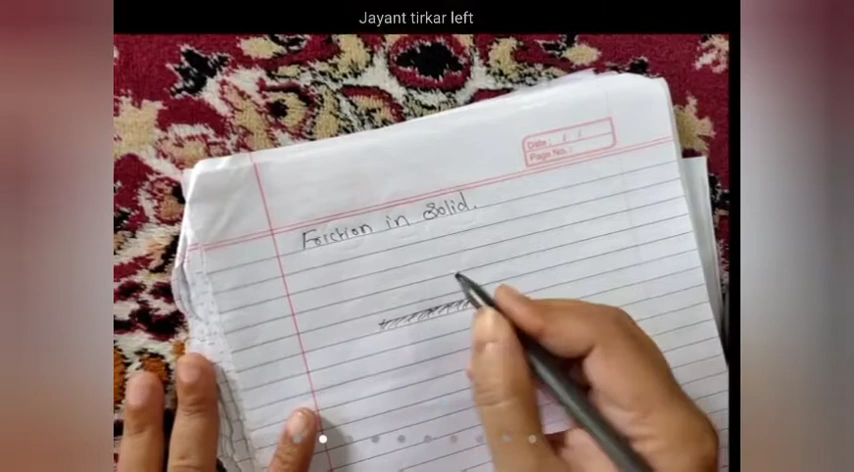 Jayant tirkar left
Date : / /
Page No. :
Friction in Solid.